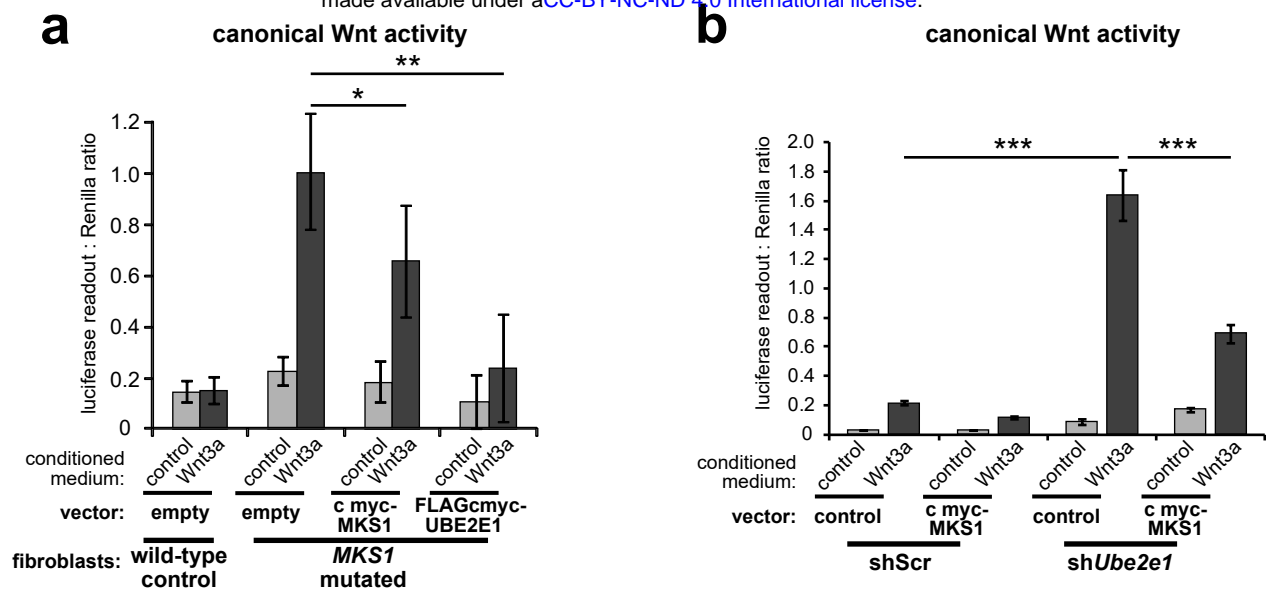 made available under aCC-BY-NC-ND 4.0 International license.
a
canonical Wnt activity
**
*
luciferase readout : Renilla ratio
1.2
1.0
0.8
0.6
0.4
0.2
0
conditioned medium:
control Wnt3a control Wnt3a control Wnt3a control Wnt3a
vector: empty empty c myc-MKS1 FLAGcmyc-UBE2E1
fibroblasts: wild-type control MKS1 mutated
b
canonical Wnt activity
*** ***
luciferase readout : Renilla ratio
2.0
1.8
1.6
1.4
1.2
1.0
0.8
0.6
0.4
0.2
0
conditioned medium:
control Wnt3a control Wnt3a control Wnt3a control Wnt3a
vector: control c myc-MKS1 control c myc-MKS1
shScr shUbe2e1